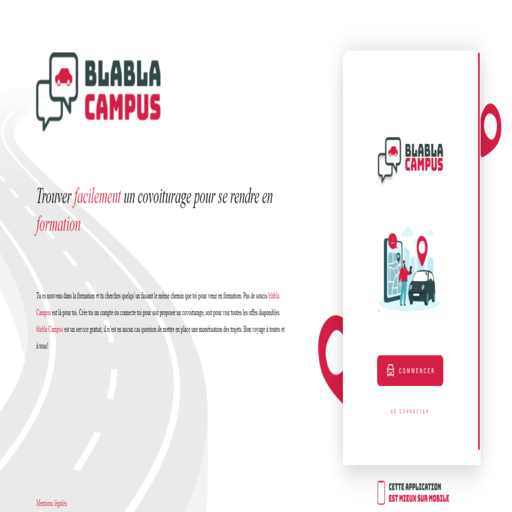 BLABLA
CAMPUS
Trouver facilement un covoiturage pour se rendre en
formation
Tu es nouveau dans la formation et tu cherches quelqu'un faisant le même chemin que toi pour venir en formation. Pas de soucis blabla
Campus est là pour toi. Crée toi un compte ou connecte toi pour soit proposer un covoiturage, soit pour voir toutes les offres disponibles.
blabla Campus est un service gratuit, il n'est en aucun cas question de mettre en place une monétisation des trajets. Bon voyage à toutes et
à tous!
Mentions légales
BLABLA
CAMPUS
COMMENCER
SE CONNECTER
CETTE APPLICATION
EST MIEUX SUR MOBILE